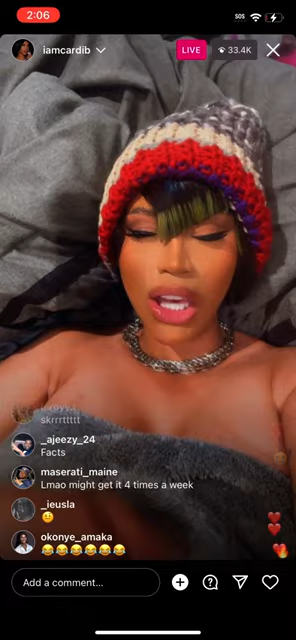 2:06
SOS
iamcardib
LIVE
33.4K
skrrrttttt
_ajeezy_24
Facts
maserati_maine
Lmao might get it 4 times a week
_ieusla
😐
okonye_amaka
😂😂😂😂😂😂
Add a comment...